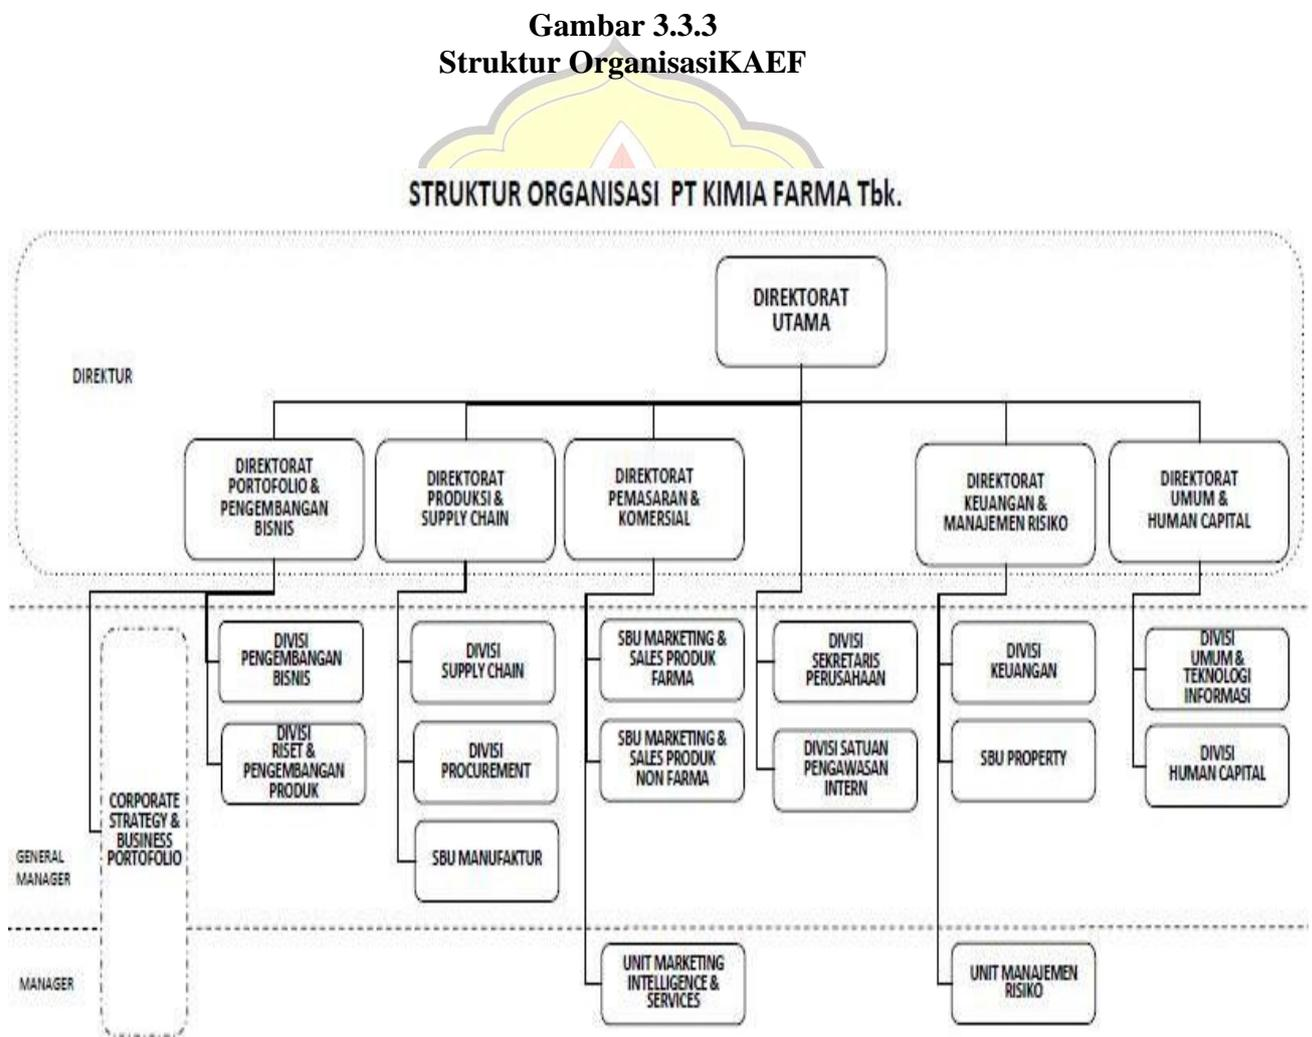 Gambar 3.3.3
Struktur OrganisasiKAEF
STRUKTUR ORGANISASI PT KIMIA FARMA Tbk.
DIREKTORAT
UTAMA
DIREKTUR
DIREKTORAT
PORTOFOLIO &
PENGEMBANGAN
BISNIS
DIREKTORAT
PRODUKSI &
SUPPLY CHAIN
DIREKTORAT
PEMASARAN &
KOMERSIAL
DIREKTORAT
KEUANGAN &
MANAJEMEN RISIKO
DIREKTORAT
UMUM &
HUMAN CAPITAL
DIVISI
PENGEMBANGAN
BISNIS
DIVISI
SUPPLY CHAIN
SBU MARKETING &
SALES PRODUK
FARMA
DIVISI
SEKRETARIS
PERUSAHAAN
DIVISI
KEUANGAN
DIVISI
UMUM &
TEKNOLOGI
INFORMASI
DIVISI
RISET &
PENGEMBANGAN
PRODUK
DIVISI
PROCUREMENT
SBU MARKETING &
SALES PRODUK
NON FARMA
DIVISI SATUAN
PENGAWASAN
INTERN
SBU PROPERTY
DIVISI
HUMAN CAPITAL
CORPORATE
STRATEGY &
BUSINESS
PORTOFOLIO
SBU MANUFAKTUR
GENERAL
MANAGER
MANAGER
UNIT MARKETING
INTELLIGENCE &
SERVICES
UNIT MANAJEMEN
RISIKO